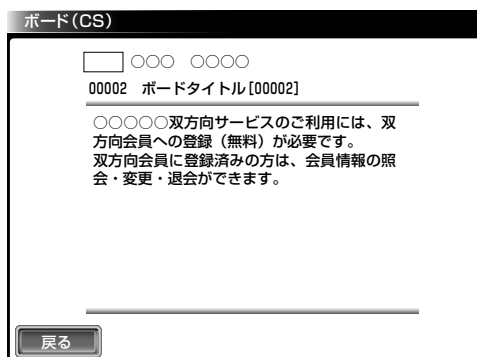 ボード(CS)
○○○ ○○○○
00002 ボードタイトル[00002]
○○○○○双方向サービスのご利用には、双
方向会員への登録（無料）が必要です。
双方向会員に登録済みの方は、会員情報の照
会・変更・退会ができます。
戻る